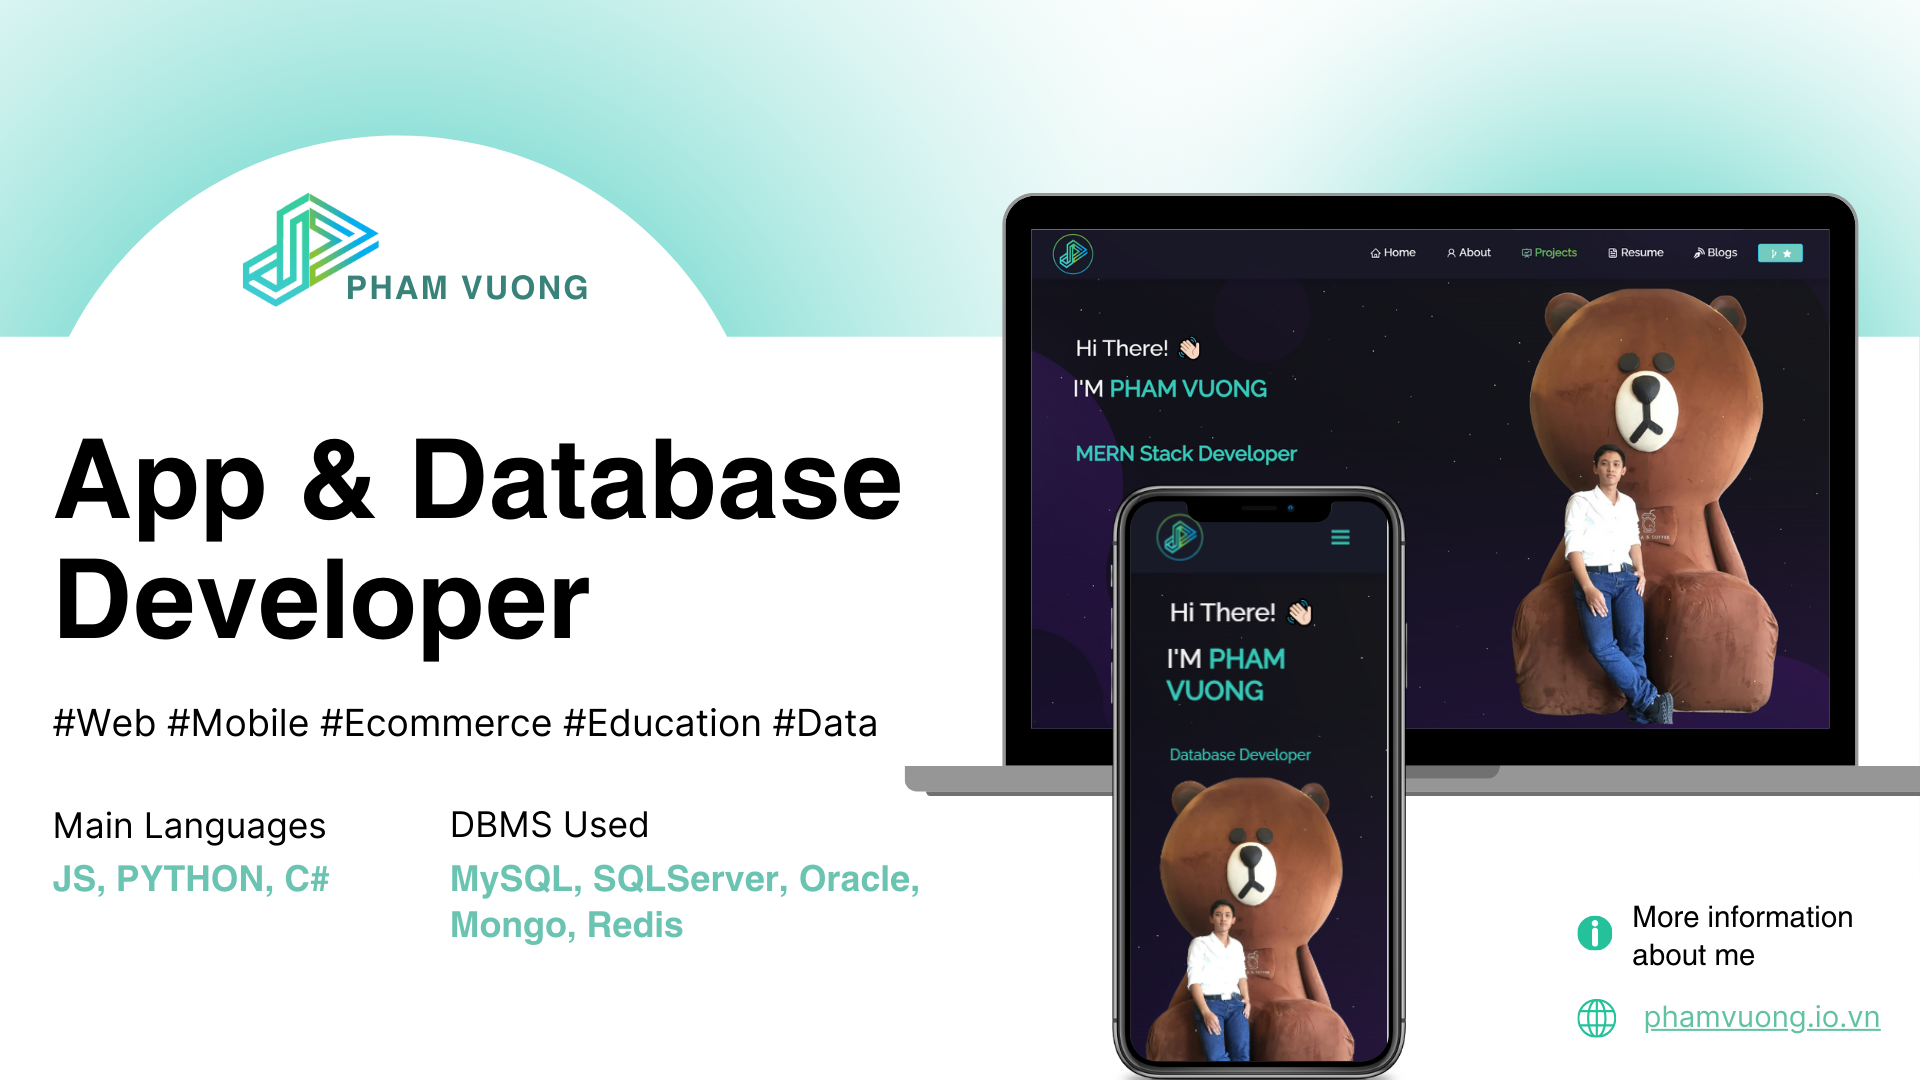 PHAM VUONG
App & Database
Developer
#Web #Mobile #Ecommerce #Education #Data
Main Languages
JS, PYTHON, C#
DBMS Used
MySQL, SQLServer, Oracle,
Mongo, Redis
Home About Projects Resume Blogs
Hi There! 👋🏻
I'M PHAM VUONG
MERN Stack Developer
Hi There! 👋🏻
I'M PHAM
VUONG
Database Developer
More information
about me
phamvuong.io.vn